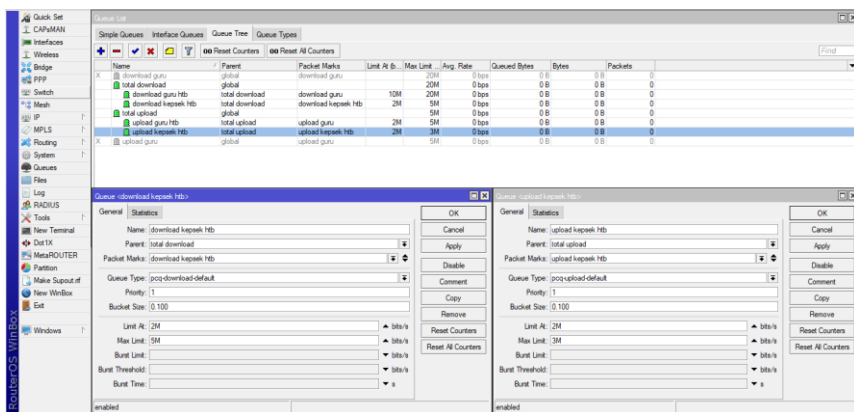 Quick Set
CAPsMAN
Interfaces
Wireless
Bridge
PPP
Switch
Mesh
IP
MPLS
Routing
System
Queues
Files
Log
RADIUS
Tools
New Terminal
Dot1X
MetaROUTER
Partition
Make Supout.rif
New WinBox
Exit
Windows
RouterOS WinBox
Queue List
Simple Queues Interface Queues Queue Tree Queue Types
00 Reset Counters 00 Reset All Counters Find
Name Parent Packet Marks Limit At (b... Max Limit ... Avg. Rate Queued Bytes Bytes Packets
X download guru global download guru 20M 0 bps 0 B 0 B 0
total download global 20M 0 bps 0 B 0 B 0
download guru htb total download download guru 10M 20M 0 bps 0 B 0 B 0
download kepsek htb total download download kepsek htb 2M 5M 0 bps 0 B 0 B 0
total upload global 5M 0 bps 0 B 0 B 0
upload guru htb total upload upload guru 2M 5M 0 bps 0 B 0 B 0
upload kepsek htb total upload upload kepsek htb 2M 3M 0 bps 0 B 0 B 0
X upload guru global upload guru 5M 0 bps 0 B 0 B 0
Queue <download kepsek htb>
General Statistics
Name: download kepsek htb
Parent: total download
Packet Marks: download kepsek htb
Queue Type: pcq-download-default
Priority: 1
Bucket Size: 0.100
Limit At: 2M bits/s
Max Limit: 5M bits/s
Burst Limit: bits/s
Burst Threshold: bits/s
Burst Time: s
OK
Cancel
Apply
Disable
Comment
Copy
Remove
Reset Counters
Reset All Counters
enabled
Queue <upload kepsek htb>
General Statistics
Name: upload kepsek htb
Parent: total upload
Packet Marks: upload kepsek htb
Queue Type: pcq-upload-default
Priority: 1
Bucket Size: 0.100
Limit At: 2M bits/s
Max Limit: 3M bits/s
Burst Limit: bits/s
Burst Threshold: bits/s
Burst Time: s
OK
Cancel
Apply
Disable
Comment
Copy
Remove
Reset Counters
Reset All Counters
enabled